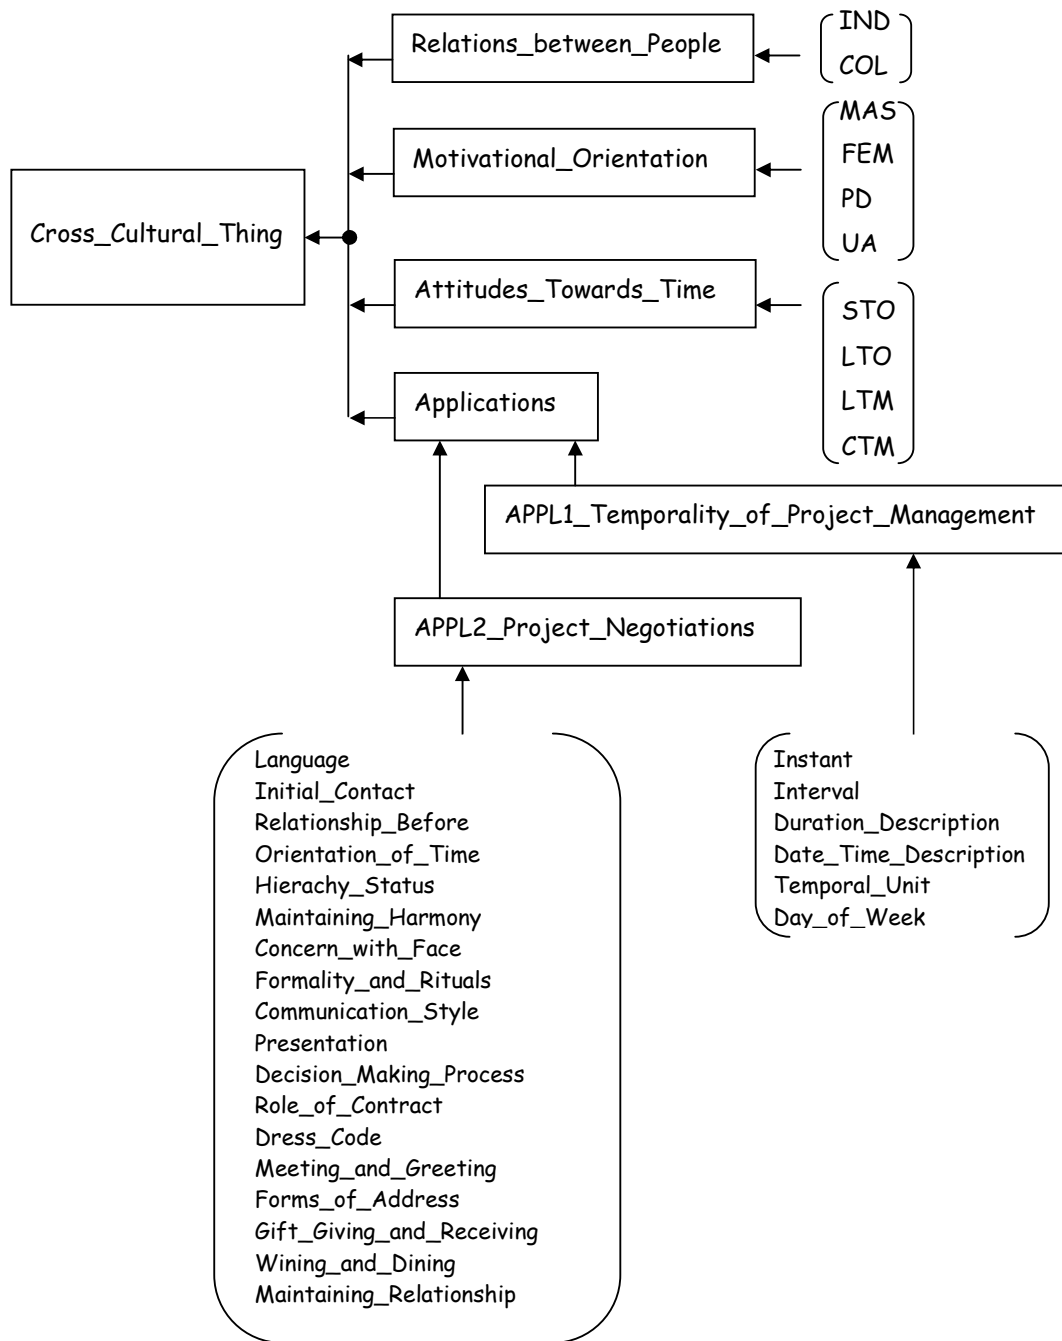 Relations_between_People
IND
COL
Motivational_Orientation
MAS
FEM
PD
UA
Cross_Cultural_Thing
Attitudes_Towards_Time
STO
LTO
LTM
CTM
Applications
APPL1_Temporality_of_Project_Management
APPL2_Project_Negotiations
Language
Initial_Contact
Relationship_Before
Orientation_of_Time
Hierachy_Status
Maintaining_Harmony
Concern_with_Face
Formality_and_Rituals
Communication_Style
Presentation
Decision_Making_Process
Role_of_Contract
Dress_Code
Meeting_and_Greeting
Forms_of_Address
Gift_Giving_and_Receiving
Wining_and_Dining
Maintaining_Relationship
Instant
Interval
Duration_Description
Date_Time_Description
Temporal_Unit
Day_of_Week